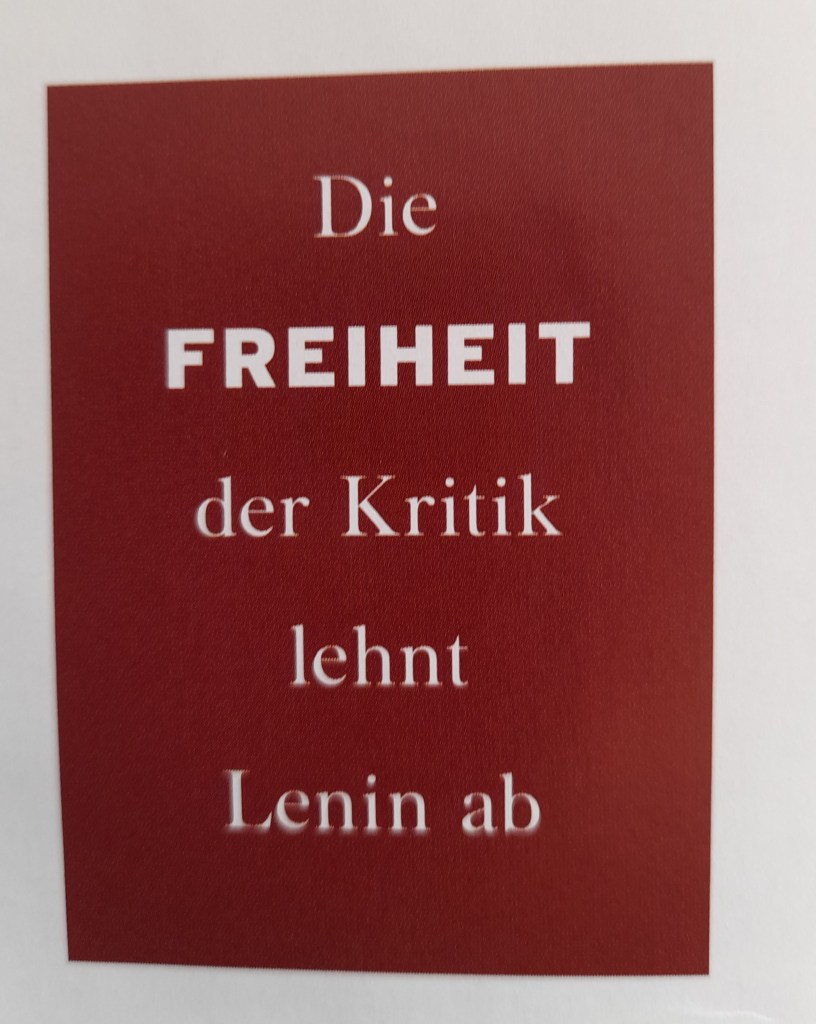 Die
FREIHEIT
der Kritik
lehnt
Lenin ab